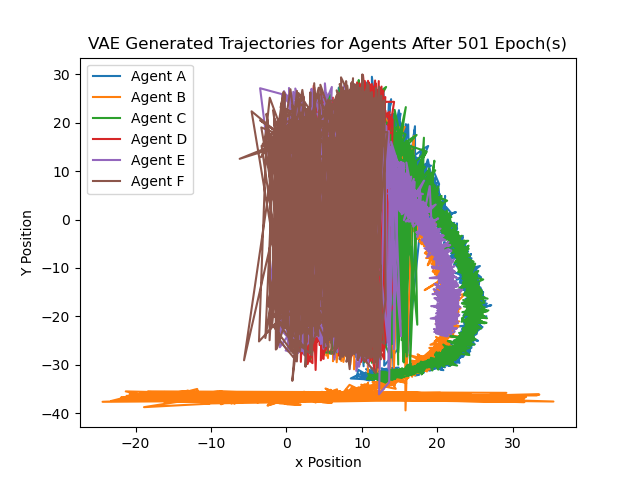 VAE Generated Trajectories for Agents After 501 Epoch(s)
Agent A
Agent B
Agent C
Agent D
Agent E
Agent F
30
20
10
0
−10
−20
−30
−40
Y Position
−20 −10 0 10 20 30
x Position